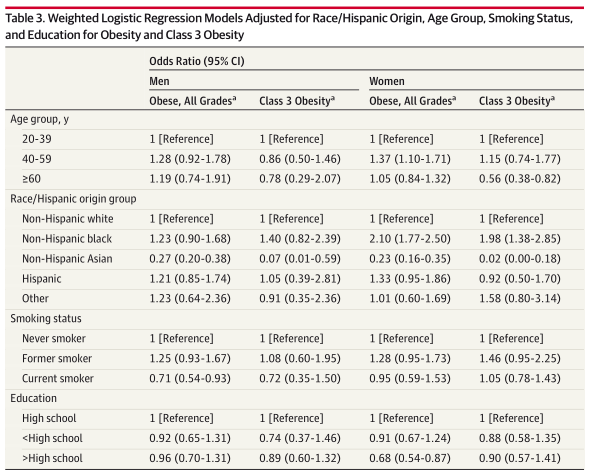 Table 3. Weighted Logistic Regression Models Adjusted for Race/Hispanic Origin, Age Group, Smoking Status,
and Education for Obesity and Class 3 Obesity
Odds Ratio (95% CI)
Men Women
Obese, All Gradesa Class 3 Obesitya Obese, All Gradesa Class 3 Obesitya
Age group, y
20-39 1 [Reference] 1 [Reference] 1 [Reference] 1 [Reference]
40-59 1.28 (0.92-1.78) 0.86 (0.50-1.46) 1.37 (1.10-1.71) 1.15 (0.74-1.77)
≥60 1.19 (0.74-1.91) 0.78 (0.29-2.07) 1.05 (0.84-1.32) 0.56 (0.38-0.82)
Race/Hispanic origin group
Non-Hispanic white 1 [Reference] 1 [Reference] 1 [Reference] 1 [Reference]
Non-Hispanic black 1.23 (0.90-1.68) 1.40 (0.82-2.39) 2.10 (1.77-2.50) 1.98 (1.38-2.85)
Non-Hispanic Asian 0.27 (0.20-0.38) 0.07 (0.01-0.59) 0.23 (0.16-0.35) 0.02 (0.00-0.18)
Hispanic 1.21 (0.85-1.74) 1.05 (0.39-2.81) 1.33 (0.95-1.86) 0.92 (0.50-1.70)
Other 1.23 (0.64-2.36) 0.91 (0.35-2.36) 1.01 (0.60-1.69) 1.58 (0.80-3.14)
Smoking status
Never smoker 1 [Reference] 1 [Reference] 1 [Reference] 1 [Reference]
Former smoker 1.25 (0.93-1.67) 1.08 (0.60-1.95) 1.28 (0.95-1.73) 1.46 (0.95-2.25)
Current smoker 0.71 (0.54-0.93) 0.72 (0.35-1.50) 0.95 (0.59-1.53) 1.05 (0.78-1.43)
Education
High school 1 [Reference] 1 [Reference] 1 [Reference] 1 [Reference]
<High school 0.92 (0.65-1.31) 0.74 (0.37-1.46) 0.91 (0.67-1.24) 0.88 (0.58-1.35)
>High school 0.96 (0.70-1.31) 0.89 (0.60-1.32) 0.68 (0.54-0.87) 0.90 (0.57-1.41)